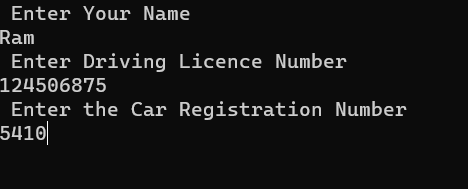 Enter Your Name
Ram
Enter Driving Licence Number
124506875
Enter the Car Registration Number
5410